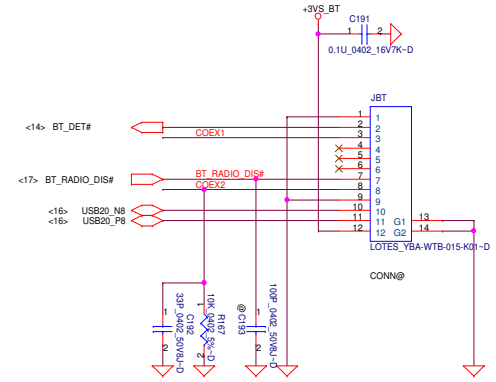 +3VS_BT
C191
1 2
0.1U_0402_16V7K~D
JBT
1 1
2 2
3 3
4 4
5 5
6 6
7 7
8 8
9 9
10 10
11 11
12 12
G1 13
G2 14
LOTES_YBA-WTB-015-K01~D
CONN@
<14> BT_DET#
COEX1
<17> BT_RADIO_DIS#
BT_RADIO_DIS#
COEX2
<16> USB20_N8
<16> USB20_P8
1 2
C192
33P_0402_50V8J~D
1 2
R167
10K_0402_5%~D
1 2
@ C193
100P_0402_50V8J~D